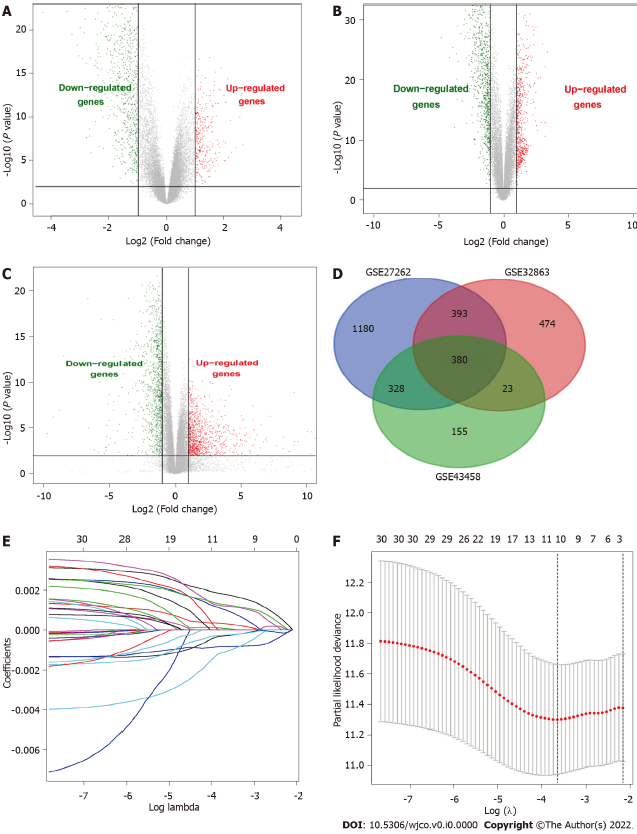 A
20
15
10
5
0
-Log10 (P value)
Down-regulated
genes
Up-regulated
genes
-4
-2
0
2
4
Log2 (Fold change)
B
30
20
10
0
-Log10 (P value)
Down-regulated
genes
Up-regulated
genes
-10
-5
0
5
10
Log2 (Fold change)
C
20
15
10
5
0
-Log10 (P value)
Down-regulated
genes
Up-regulated
genes
-10
-5
0
5
10
Log2 (Fold change)
D
GSE27262
GSE32863
1180
393
474
380
328
23
155
GSE43458
E
30 28 19 11 9 0
0.002
0.000
-0.002
-0.004
-0.006
Coefficients
-7 -6 -5 -4 -3 -2
Log lambda
F
30 30 30 29 29 26 22 19 17 13 11 10 9 7 6 3
12.2
12.0
11.8
11.6
11.4
11.2
11.0
Partial likelihood deviance
-7 -6 -5 -4 -3 -2
Log (λ)
DOI: 10.5306/wjco.v0.i0.0000 Copyright ©The Author(s) 2022.